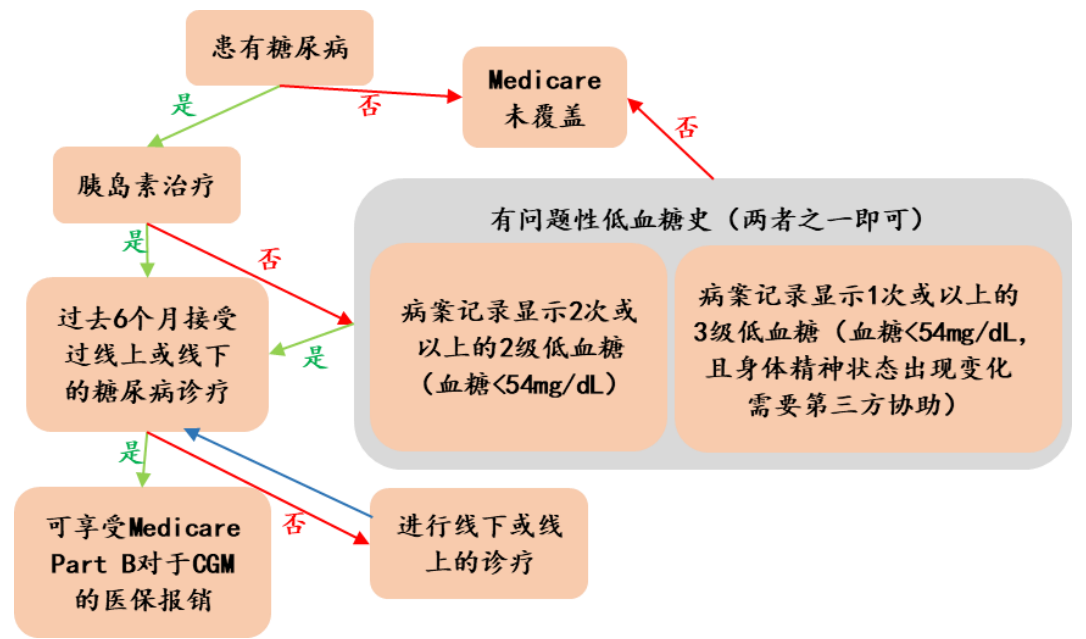 患有糖尿病
Medicare
未覆盖
是
否
否
胰岛素治疗
有问题性低血糖史（两者之一即可）
是
否
过去6个月接受
过线上或线下
的糖尿病诊疗
是
病案记录显示2次或
以上的2级低血糖
（血糖<54mg/dL）
病案记录显示1次或以上的
3级低血糖（血糖<54mg/dL，
且身体精神状态出现变化
需要第三方协助）
是
否
可享受Medicare
Part B对于CGM
的医保报销
进行线下或线
上的诊疗